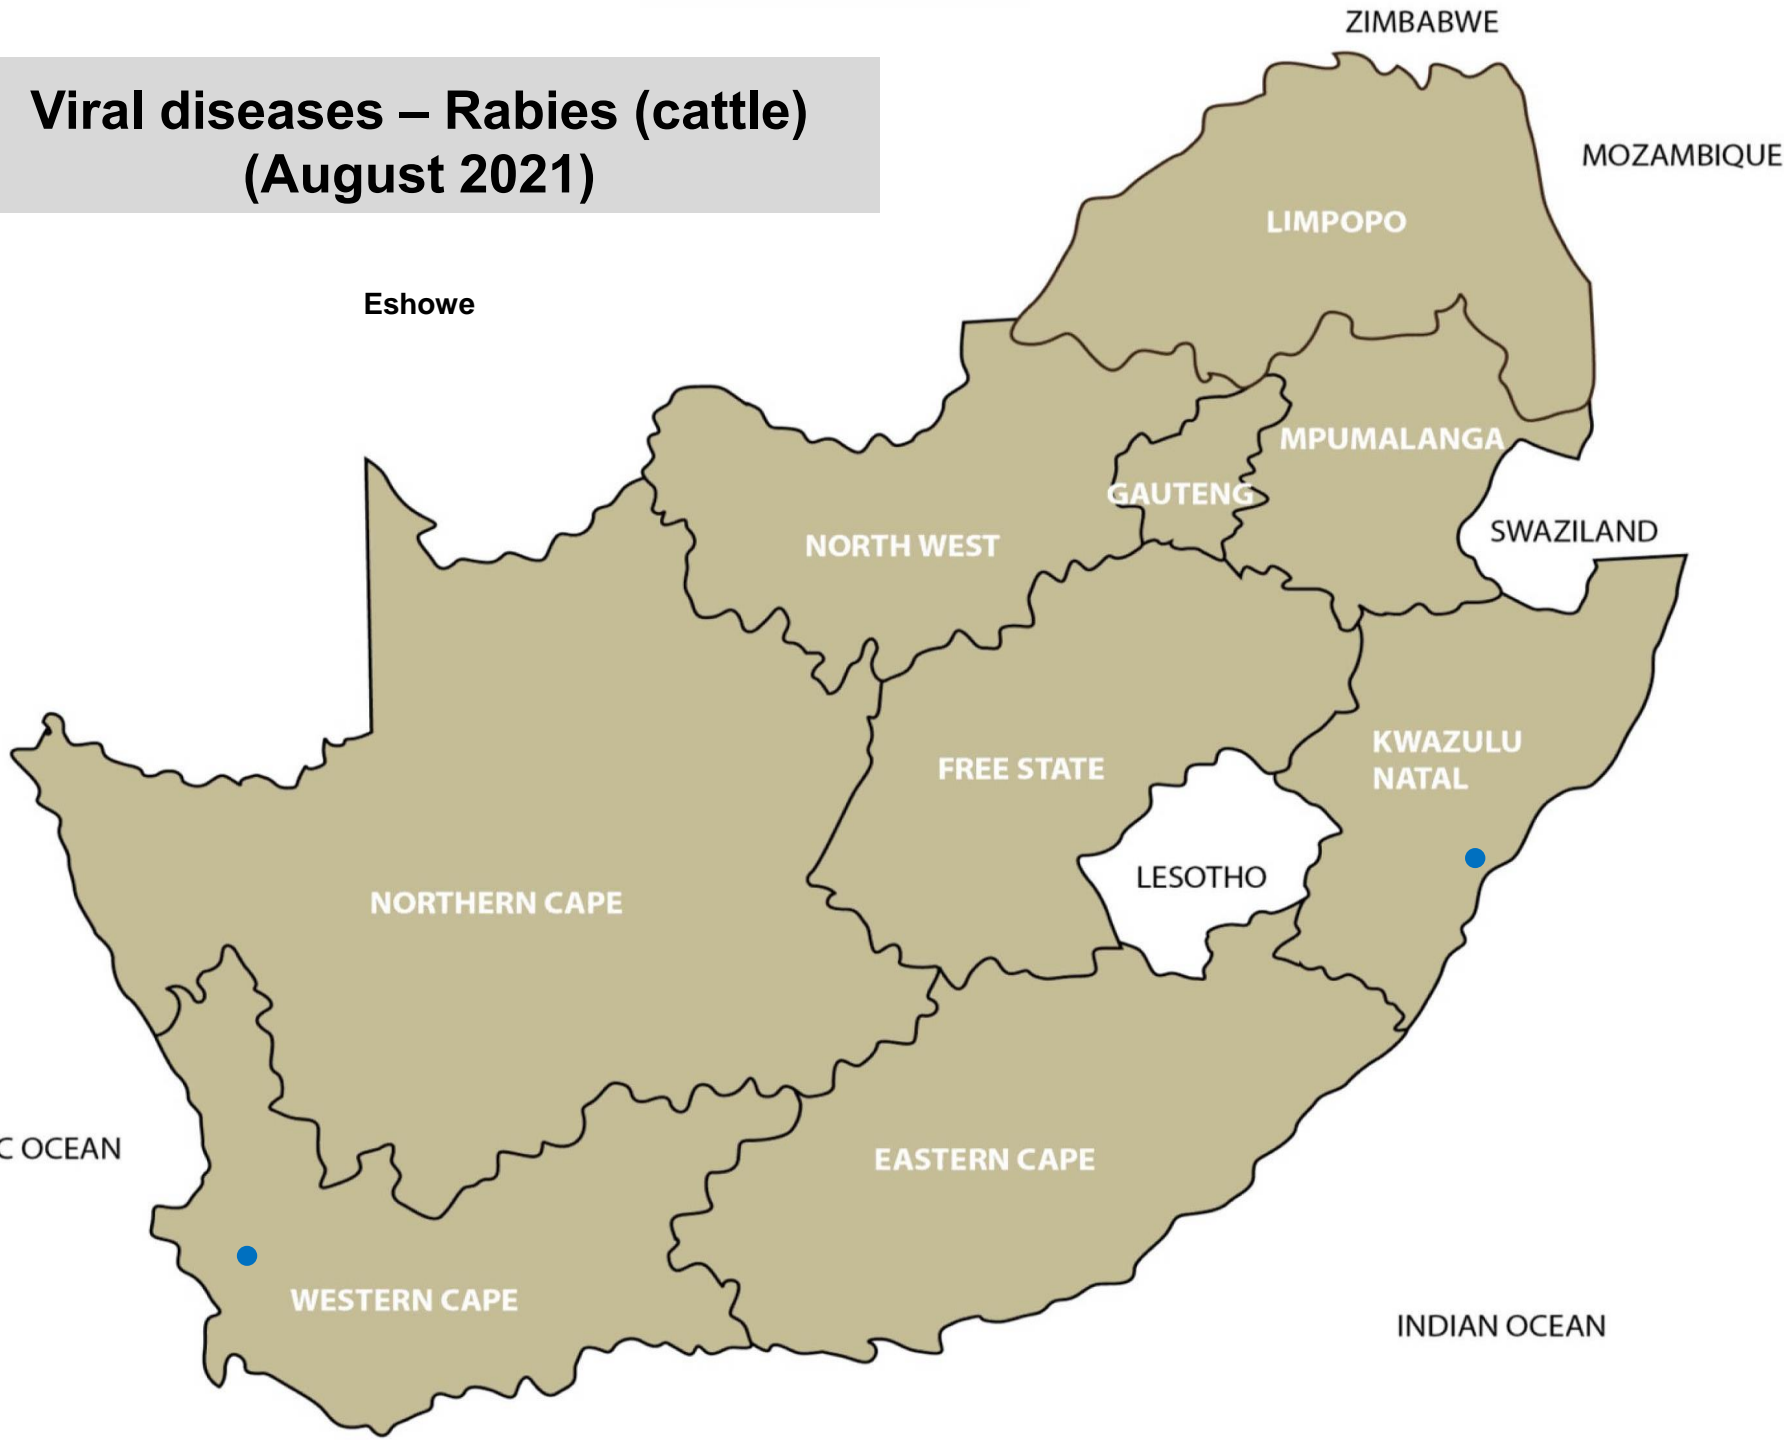 ZIMBABWE
Viral diseases – Rabies (cattle)
(August 2021)
MOZAMBIQUE
LIMPOPO
Eshowe
MPUMALANGA
GAUTENG
SWAZILAND
NORTH WEST
KWAZULU
NATAL
FREE STATE
LESOTHO
NORTHERN CAPE
C OCEAN
EASTERN CAPE
WESTERN CAPE
INDIAN OCEAN